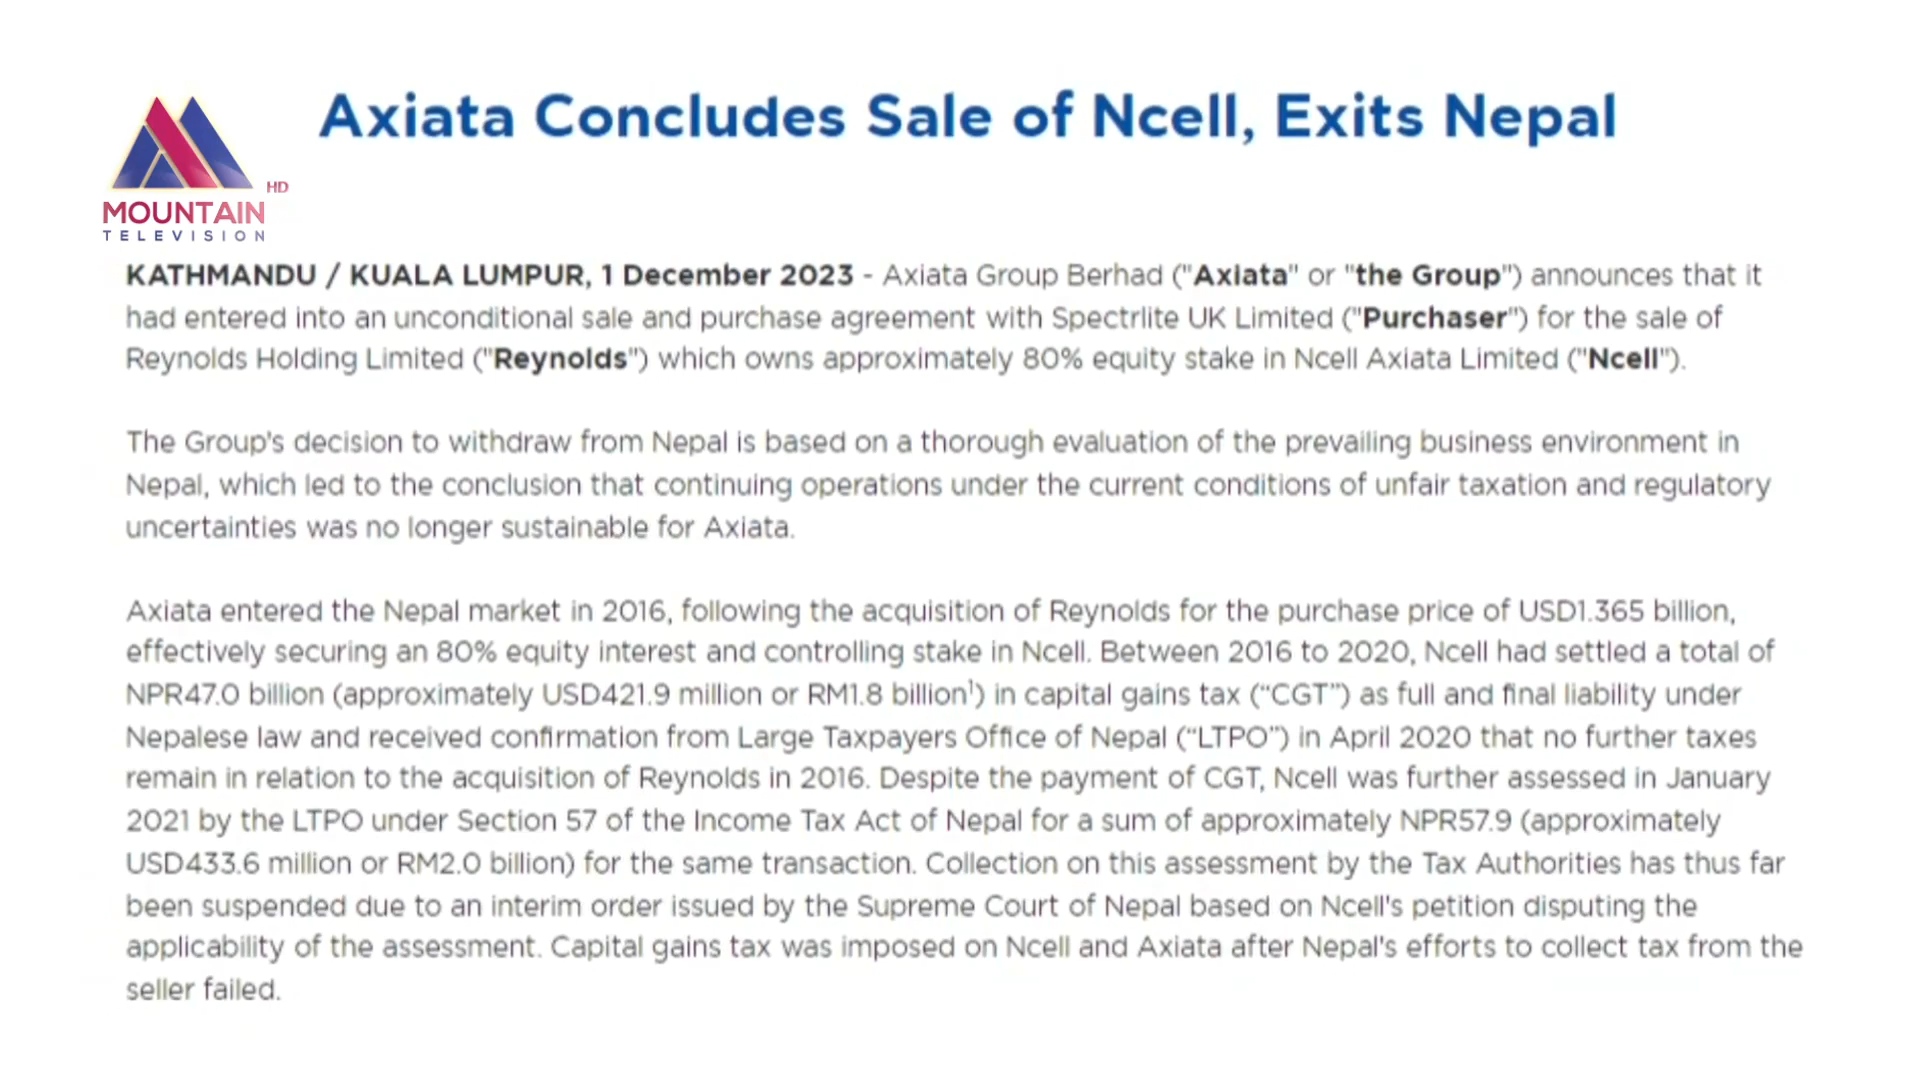 Axiata Concludes Sale of Ncell, Exits Nepal
HD
MOUNTAIN
TELEVISION
KATHMANDU / KUALA LUMPUR, 1 December 2023 - Axiata Group Berhad ("Axiata" or "the Group") announces that it
had entered into an unconditional sale and purchase agreement with Spectrlite UK Limited ("Purchaser") for the sale of
Reynolds Holding Limited ("Reynolds") which owns approximately 80% equity stake in Ncell Axiata Limited ("Ncell").
The Group's decision to withdraw from Nepal is based on a thorough evaluation of the prevailing business environment in
Nepal, which led to the conclusion that continuing operations under the current conditions of unfair taxation and regulatory
uncertainties was no longer sustainable for Axiata.
Axiata entered the Nepal market in 2016, following the acquisition of Reynolds for the purchase price of USD1.365 billion,
effectively securing an 80% equity interest and controlling stake in Ncell. Between 2016 to 2020, Ncell had settled a total of
NPR47.0 billion (approximately USD421.9 million or RM1.8 billion¹) in capital gains tax (“CGT”) as full and final liability under
Nepalese law and received confirmation from Large Taxpayers Office of Nepal (“LTPO”) in April 2020 that no further taxes
remain in relation to the acquisition of Reynolds in 2016. Despite the payment of CGT, Ncell was further assessed in January
2021 by the LTPO under Section 57 of the Income Tax Act of Nepal for a sum of approximately NPR57.9 (approximately
USD433.6 million or RM2.0 billion) for the same transaction. Collection on this assessment by the Tax Authorities has thus far
been suspended due to an interim order issued by the Supreme Court of Nepal based on Ncell's petition disputing the
applicability of the assessment. Capital gains tax was imposed on Ncell and Axiata after Nepal's efforts to collect tax from the
seller failed.